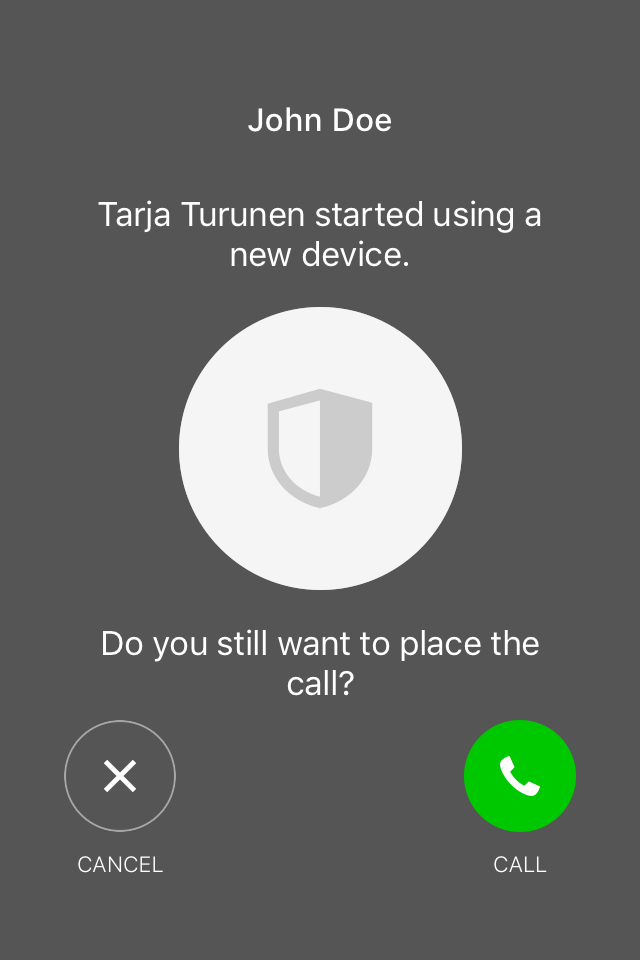 John Doe
Tarja Turunen started using a
new device.
Do you still want to place the
call?
CANCEL
CALL